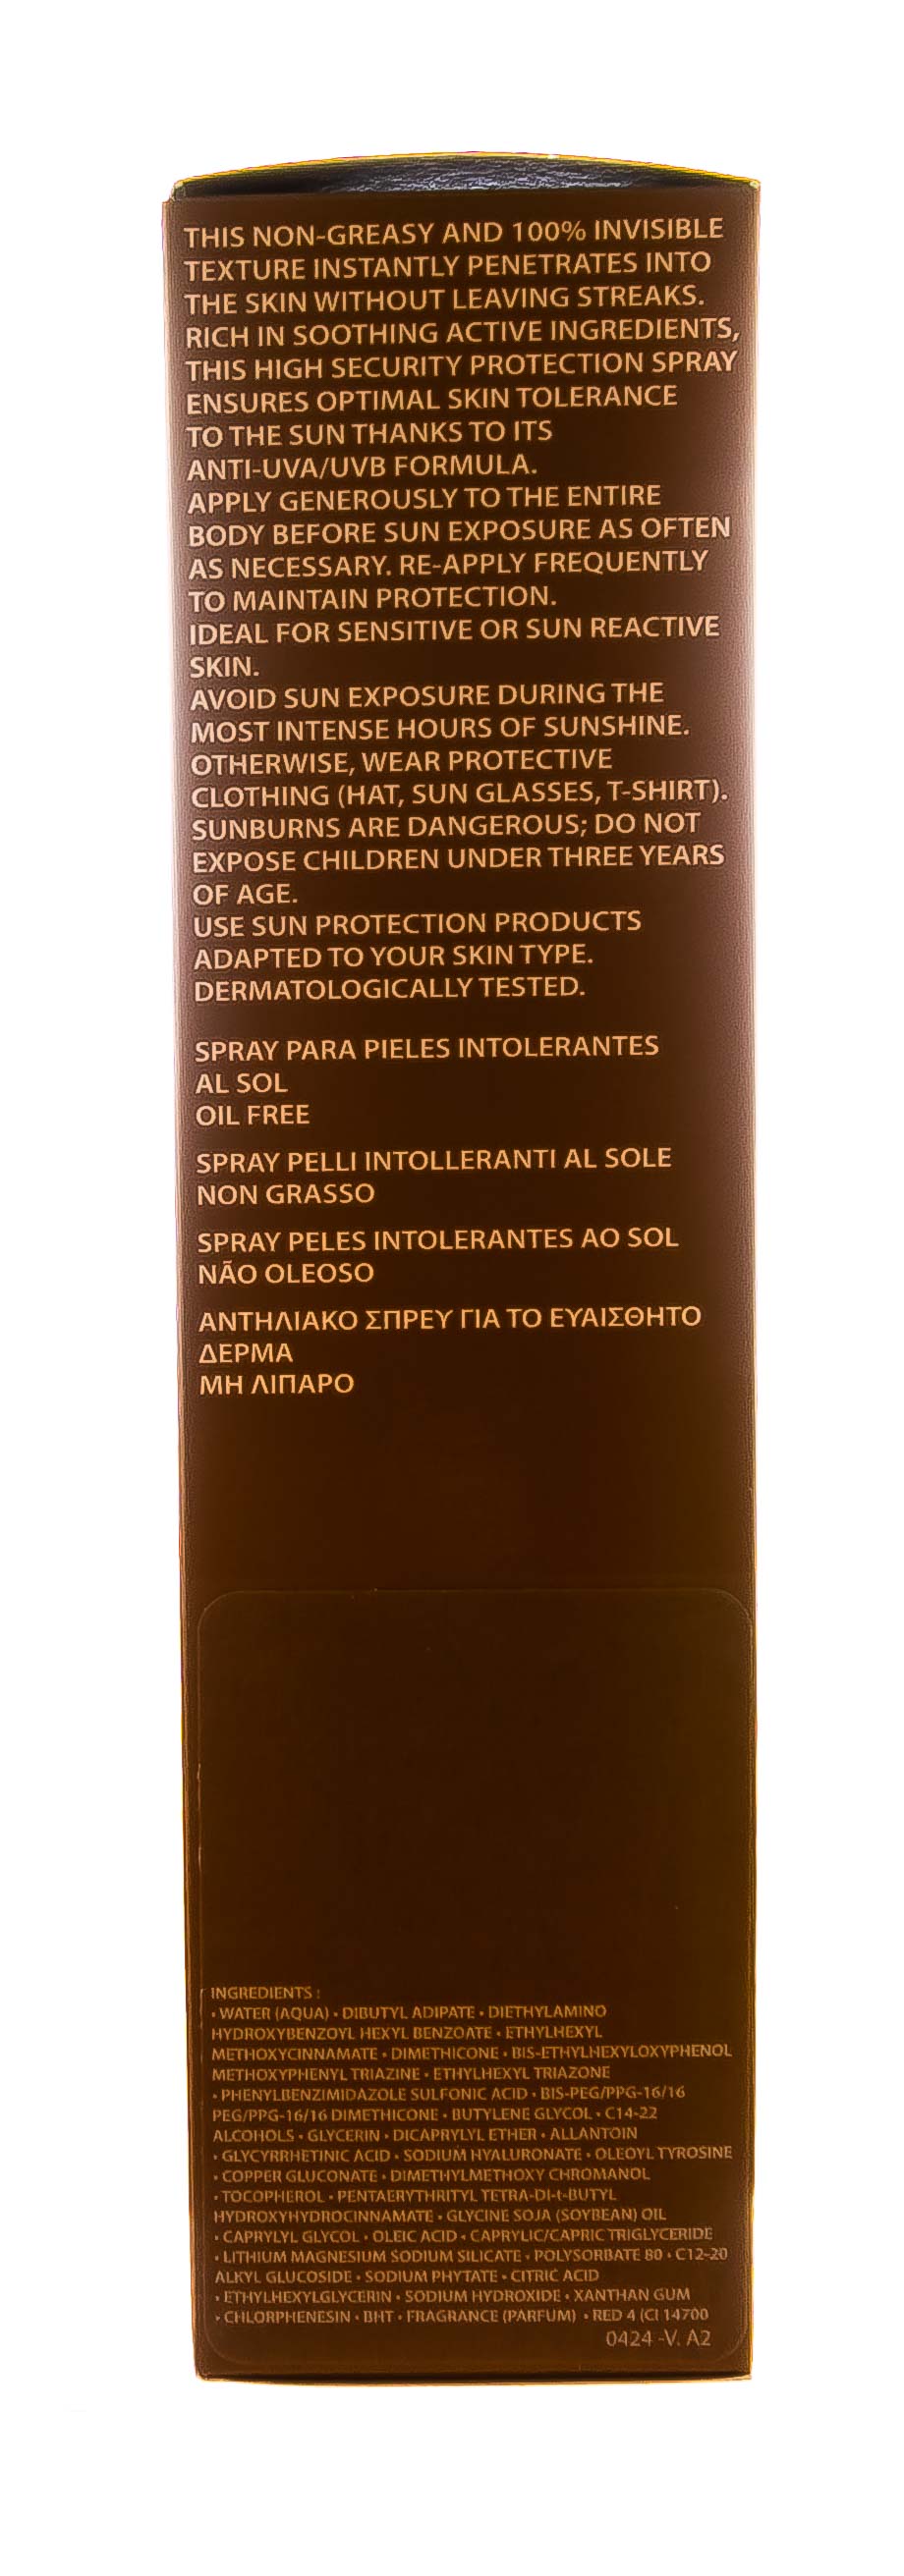 THIS NON-GREASY AND 100% INVISIBLE
TEXTURE INSTANTLY PENETRATES INTO
THE SKIN WITHOUT LEAVING STREAKS.
RICH IN SOOTHING ACTIVE INGREDIENTS,
THIS HIGH SECURITY PROTECTION SPRAY
ENSURES OPTIMAL SKIN TOLERANCE
TO THE SUN THANKS TO ITS
ANTI-UVA/UVB FORMULA.
APPLY GENEROUSLY TO THE ENTIRE
BODY BEFORE SUN EXPOSURE AS OFTEN
AS NECESSARY. RE-APPLY FREQUENTLY
TO MAINTAIN PROTECTION.
IDEAL FOR SENSITIVE OR SUN REACTIVE
SKIN.
AVOID SUN EXPOSURE DURING THE
MOST INTENSE HOURS OF SUNSHINE.
OTHERWISE, WEAR PROTECTIVE
CLOTHING (HAT, SUN GLASSES, T-SHIRT).
SUNBURNS ARE DANGEROUS; DO NOT
EXPOSE CHILDREN UNDER THREE YEARS
OF AGE.
USE SUN PROTECTION PRODUCTS
ADAPTED TO YOUR SKIN TYPE.
DERMATOLOGICALLY TESTED.
SPRAY PARA PIELES INTOLERANTES
AL SOL
OIL FREE
SPRAY PELLI INTOLLERANTI AL SOLE
NON GRASSO
SPRAY PELES INTOLERANTES AO SOL
NÃO OLEOSO
ΑΝΤΗΛΙΑΚΟ ΣΠΡΕΥ ΓΙΑ ΤΟ ΕΥΑΙΣΘΗΤΟ
ΔΕΡΜΑ
ΜΗ ΛΙΠΑΡΟ
INGREDIENTS :
• WATER (AQUA) • DIBUTYL ADIPATE • DIETHYLAMINO
HYDROXYBENZOYL HEXYL BENZOATE • ETHYLHEXYL
METHOXYCINNAMATE • DIMETHICONE • BIS-ETHYLHEXYLOXYPHENOL
METHOXYPHENYL TRIAZINE • ETHYLHEXYL TRIAZONE
• PHENYLBENZIMIDAZOLE SULFONIC ACID • BIS-PEG/PPG-16/16
PEG/PPG-16/16 DIMETHICONE • BUTYLENE GLYCOL • C14-22
ALCOHOLS • GLYCERIN • DICAPRYLYL ETHER • ALLANTOIN
• GLYCYRRHETINIC ACID • SODIUM HYALURONATE • OLEOYL TYROSINE
• COPPER GLUCONATE • DIMETHYLMETHOXY CHROMANOL
• TOCOPHEROL • PENTAERYTHRITYL TETRA-DI-t-BUTYL
HYDROXYHYDROCINNAMATE • GLYCINE SOJA (SOYBEAN) OIL
• CAPRYLYL GLYCOL • OLEIC ACID • CAPRYLIC/CAPRIC TRIGLYCERIDE
• LITHIUM MAGNESIUM SODIUM SILICATE • POLYSORBATE 80 • C12-20
ALKYL GLUCOSIDE • SODIUM PHYTATE • CITRIC ACID
• ETHYLHEXYLGLYCERIN • SODIUM HYDROXIDE • XANTHAN GUM
• CHLORPHENESIN • BHT • FRAGRANCE (PARFUM) • RED 4 (CI 14700
0424 -V. A2